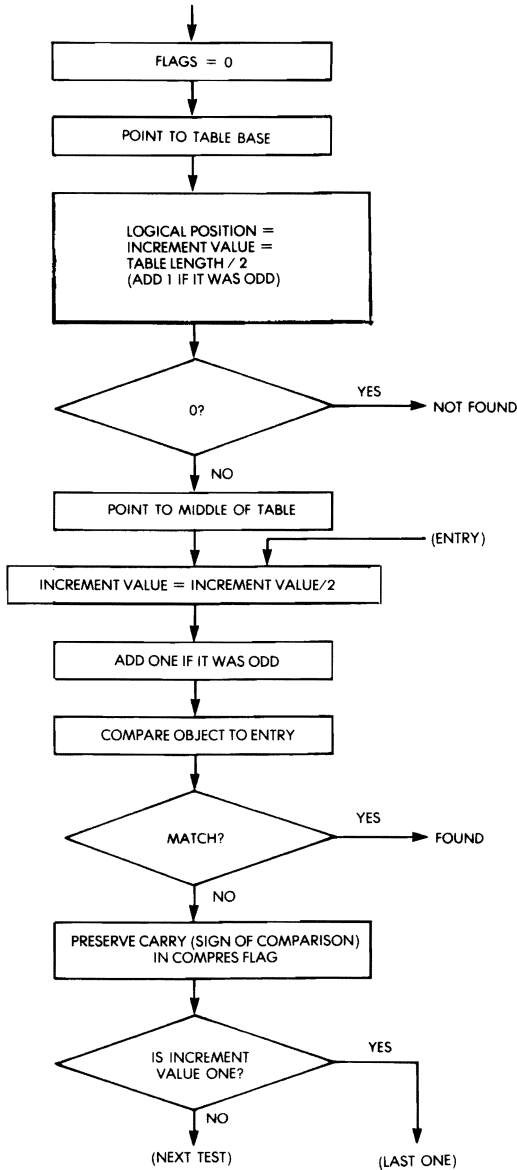 FLAGS = 0
POINT TO TABLE BASE
LOGICAL POSITION =
INCREMENT VALUE =
TABLE LENGTH / 2
(ADD 1 IF IT WAS ODD)
0?
YES
NOT FOUND
NO
POINT TO MIDDLE OF TABLE
(ENTRY)
INCREMENT VALUE = INCREMENT VALUE/2
ADD ONE IF IT WAS ODD
COMPARE OBJECT TO ENTRY
MATCH?
YES
FOUND
NO
PRESERVE CARRY (SIGN OF COMPARISON)
IN COMPRES FLAG
IS INCREMENT
VALUE ONE?
YES
NO
(NEXT TEST)
(LAST ONE)